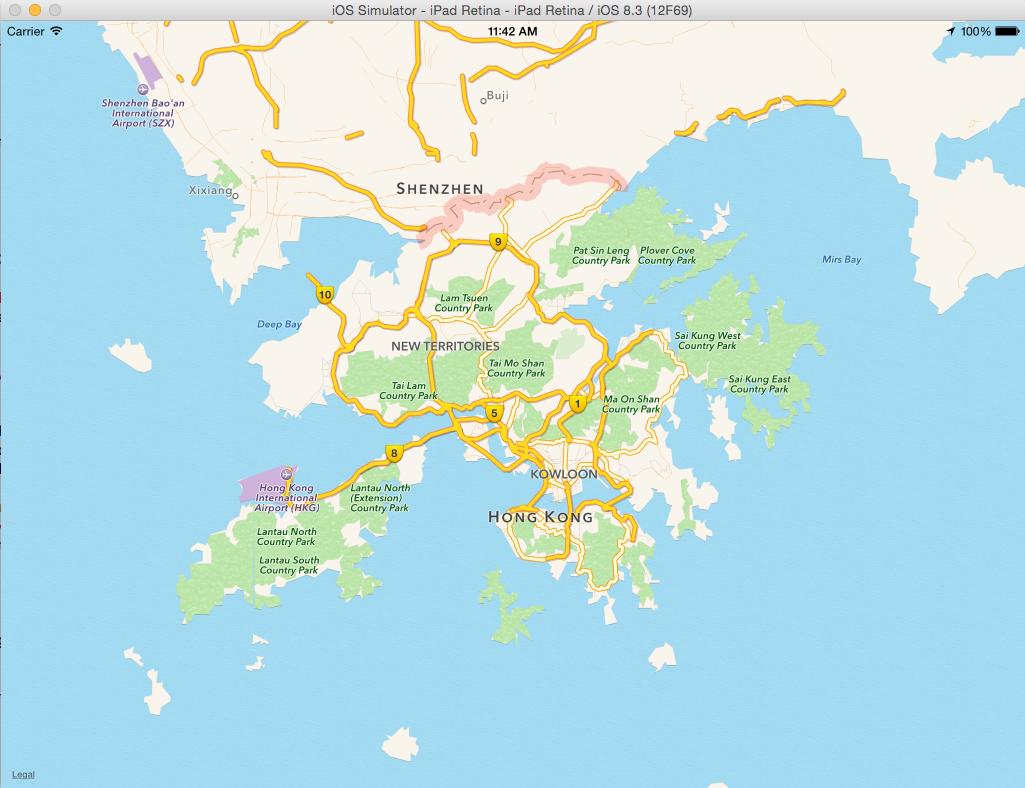 iOS Simulator - iPad Retina - iPad Retina / iOS 8.3 (12F69)
Carrier
11:42 AM
100%
Buji
Shenzhen Bao'an
International
Airport (SZX)
Xixiang
SHENZHEN
9
Pat Sin Leng
Country Park
Plover Cove
Country Park
Mirs Bay
10
Lam Tsuen
Country Park
Deep Bay
NEW TERRITORIES
Sai Kung West
Country Park
Tai Mo Shan
Country Park
Sai Kung East
Country Park
Tai Lam
Country Park
5
1
Ma On Shan
Country Park
8
KOWLOON
Hong Kong
International
Airport (HKG)
Lantau North
(Extension)
Country Park
HONG KONG
Lantau North
Country Park
Lantau South
Country Park
Legal